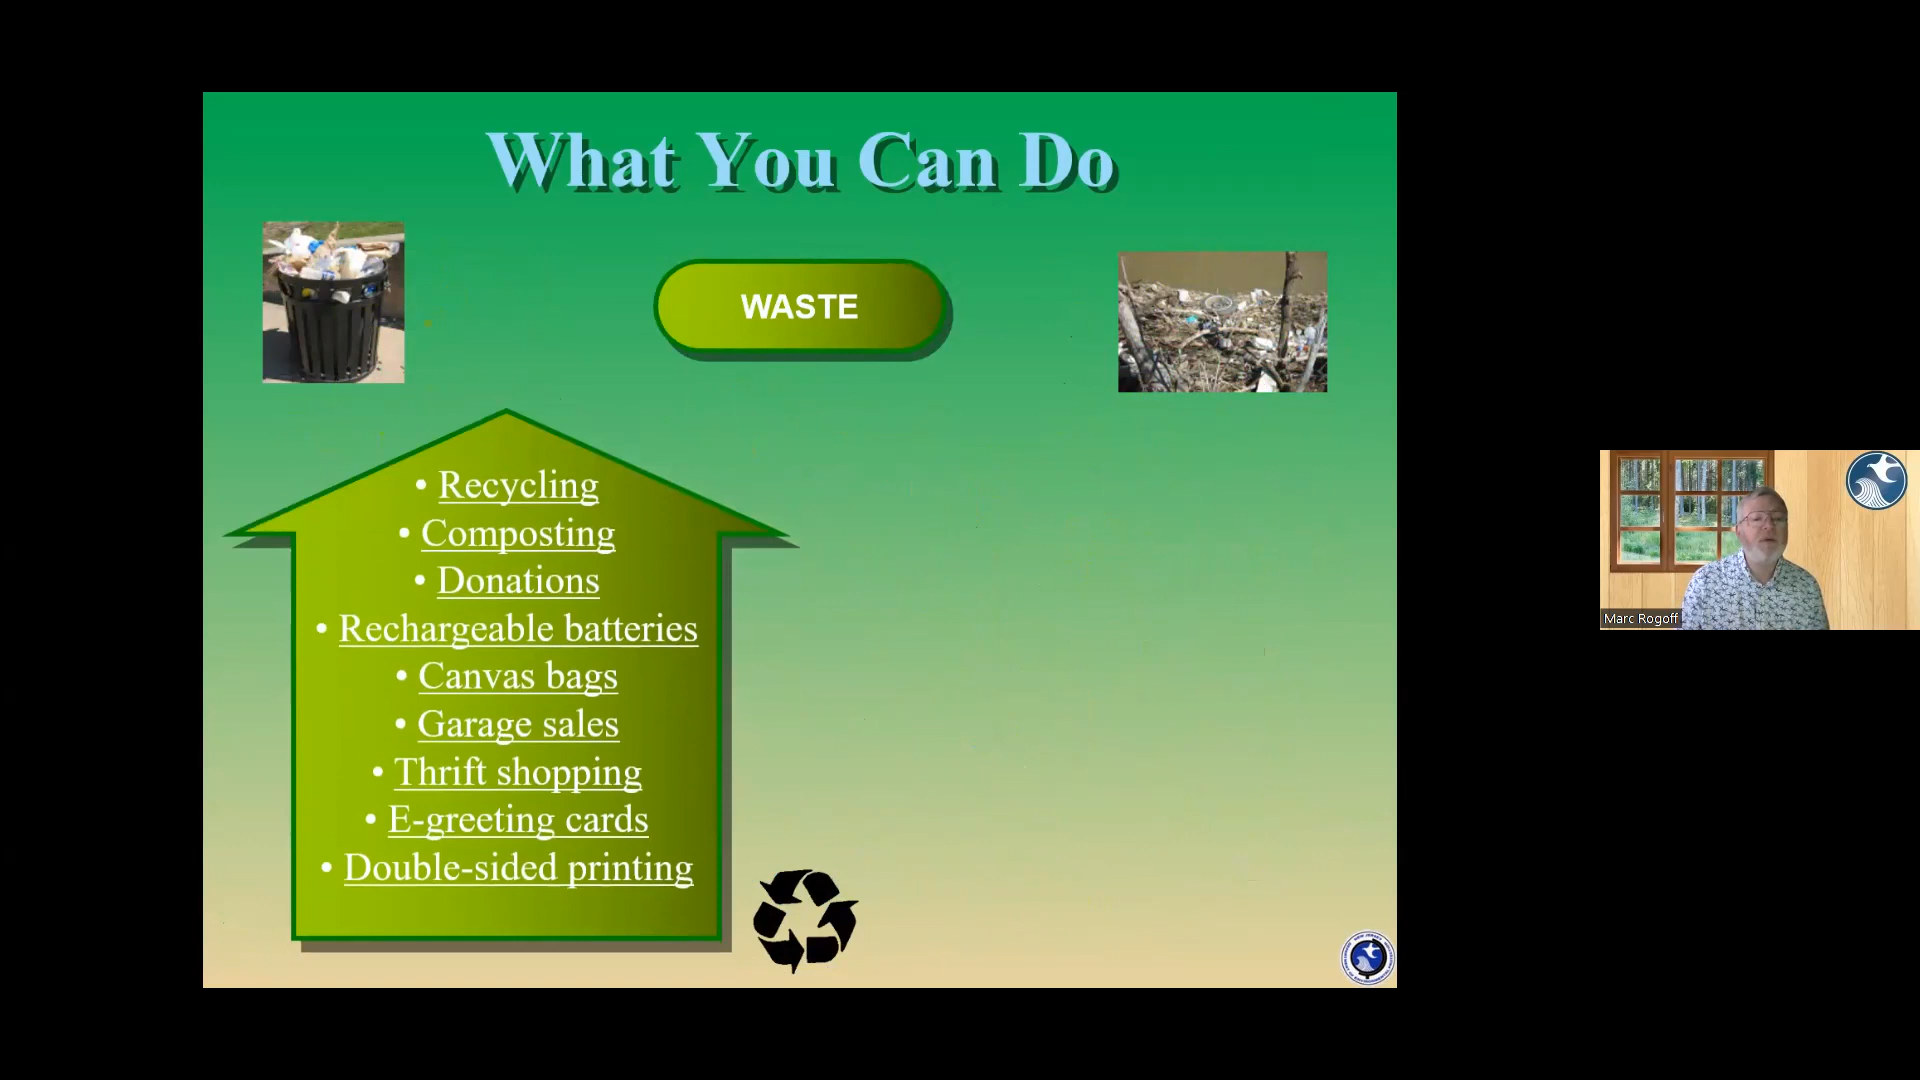 What You Can Do
WASTE
• Recycling
• Composting
• Donations
• Rechargeable batteries
• Canvas bags
• Garage sales
• Thrift shopping
• E-greeting cards
• Double-sided printing
Marc Rogoff